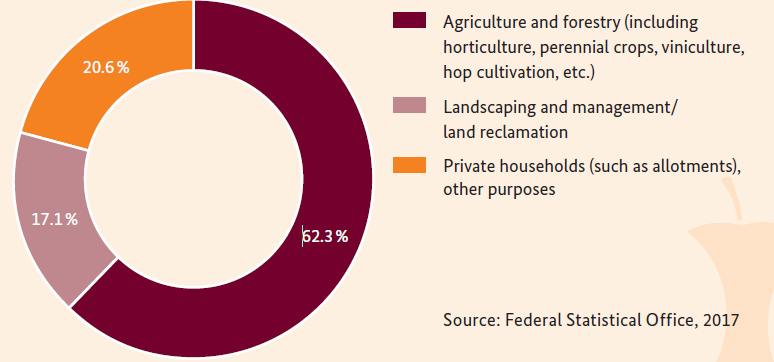 20.6 %
17.1 %
62.3 %
Agriculture and forestry (including
horticulture, perennial crops, viniculture,
hop cultivation, etc.)
Landscaping and management/
land reclamation
Private households (such as allotments),
other purposes
Source: Federal Statistical Office, 2017